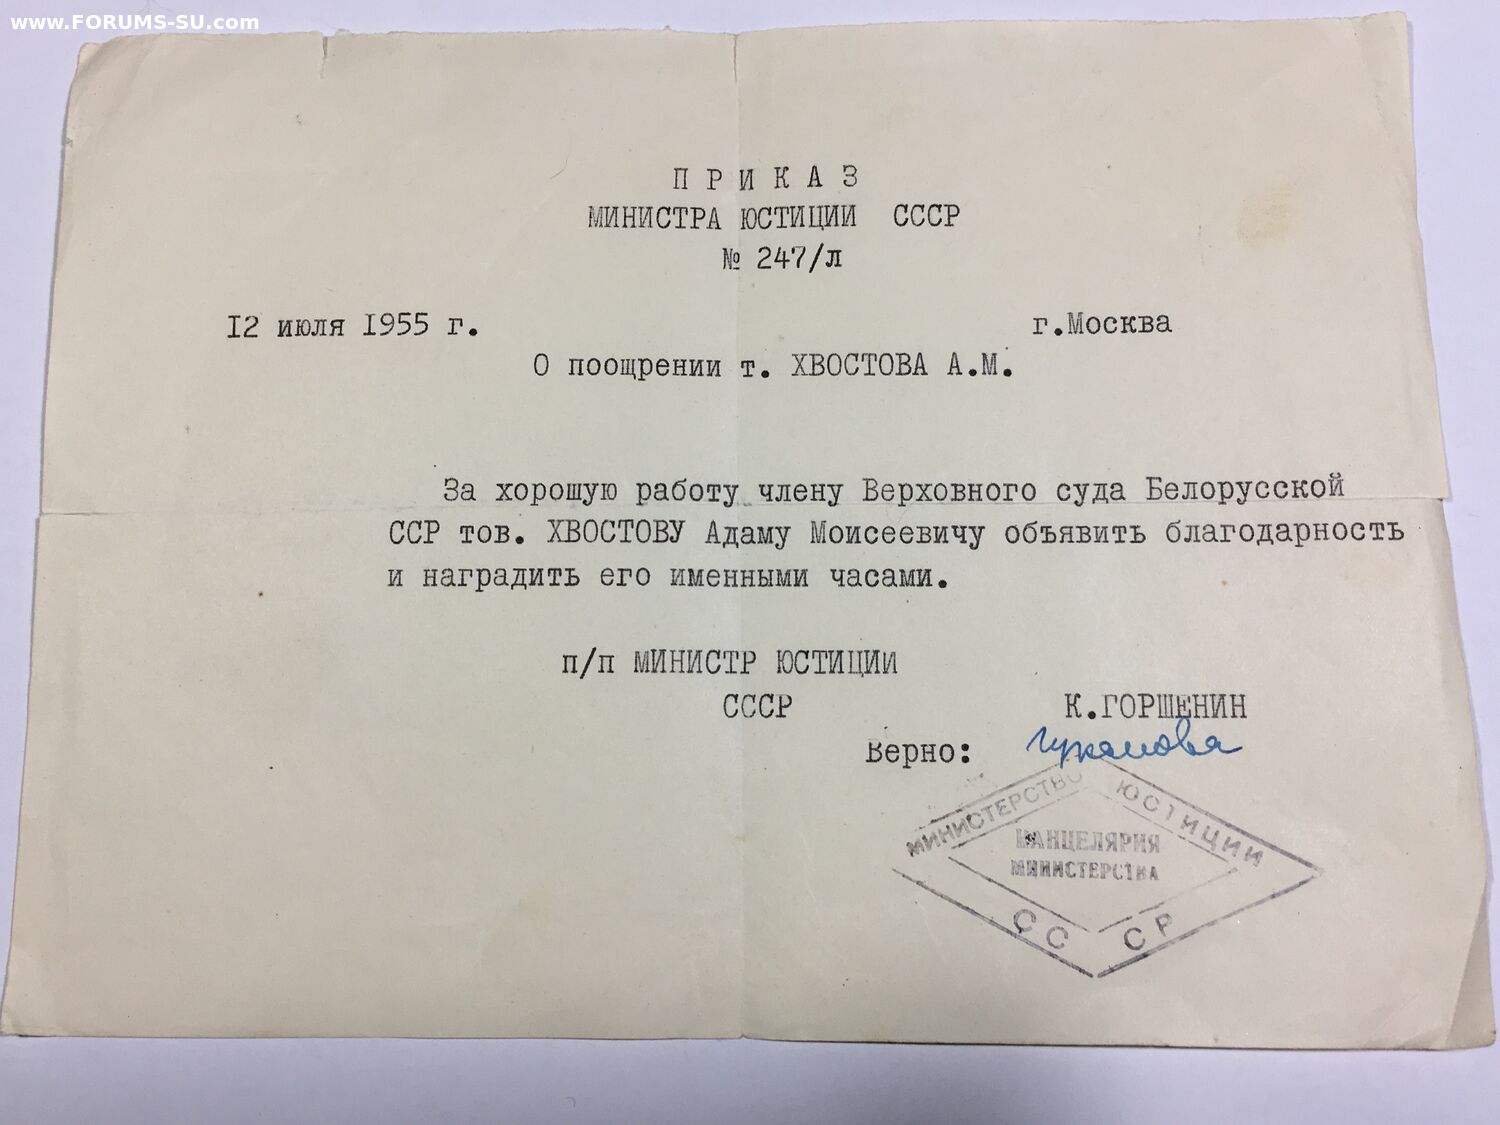 www.FORUMS-SU.com
ПРИКАЗ
МИНИСТРА ЮСТИЦИИ СССР
№ 247/л
12 июля 1955 г. г.Москва
О поощрении т. ХВОСТОВА А.М.
За хорошую работу члену Верховного суда Белорусской
ССР тов. ХВОСТОВУ Адаму Моисеевичу объявить благодарность
и наградить его именными часами.
п/п МИНИСТР ЮСТИЦИИ
СССР К.ГОРШЕНИН
Верно:
МИНИСТЕРСТВО ЮСТИЦИИ
КАНЦЕЛЯРИЯ
МИНИСТЕРСТВА
СССР